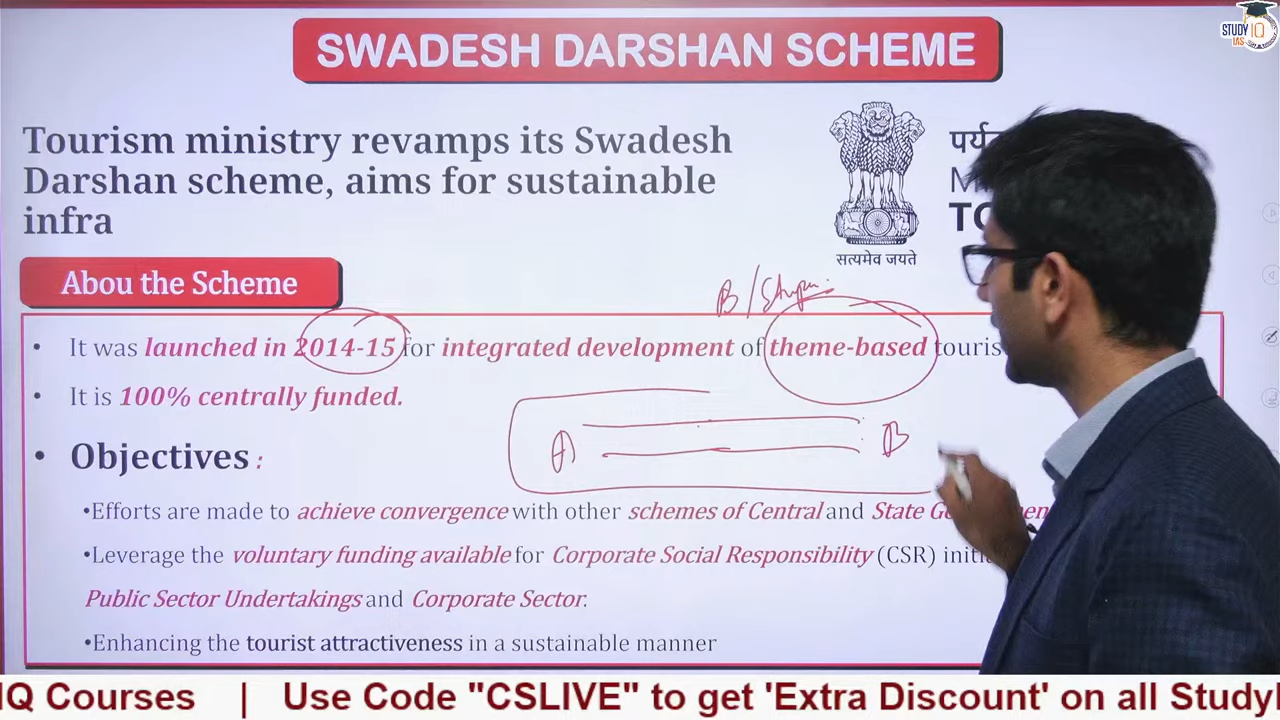 STUDY IQ
IAS
SWADESH DARSHAN SCHEME
Tourism ministry revamps its Swadesh
Darshan scheme, aims for sustainable
infra
सत्यमेव जयते
Abou the Scheme
B / Stupa
• It was launched in 2014-15 for integrated development of theme-based
• It is 100% centrally funded.
A B
• Objectives :
•Efforts are made to achieve convergence with other schemes of Central and State
•Leverage the voluntary funding available for Corporate Social Responsibility (CSR)
Public Sector Undertakings and Corporate Sector.
•Enhancing the tourist attractiveness in a sustainable manner
IQ Courses | Use Code "CSLIVE" to get 'Extra Discount' on all Study